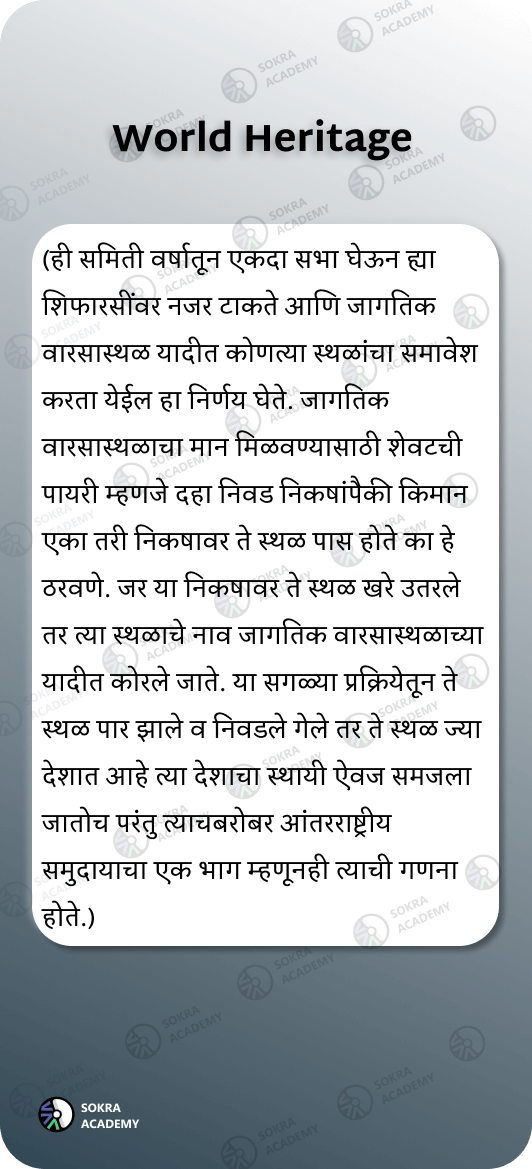 World Heritage
(ही समिती वर्षातून एकदा सभा घेऊन ह्या
शिफारसींवर नजर टाकते आणि जागतिक
वारसास्थळ यादीत कोणत्या स्थळांचा समावेश
करता येईल हा निर्णय घेते. जागतिक
वारसास्थळाचा मान मिळवण्यासाठी शेवटची
पायरी म्हणजे दहा निवड निकषांपैकी किमान
एका तरी निकषावर ते स्थळ पास होते का हे
ठरवणे. जर या निकषावर ते स्थळ खरे उतरले
तर त्या स्थळाचे नाव जागतिक वारसास्थळाच्या
यादीत कोरले जाते. या सगळ्या प्रक्रियेतून ते
स्थळ पार झाले व निवडले गेले तर ते स्थळ ज्या
देशात आहे त्या देशाचा स्थायी ऐवज समजला
जातोच परंतु त्याचबरोबर आंतरराष्ट्रीय
समुदायाचा एक भाग म्हणूनही त्याची गणना
होते.)
SOKRA
ACADEMY